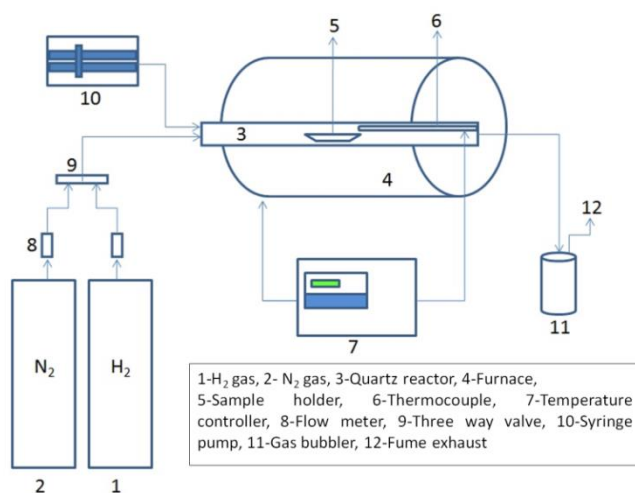 5
6
10
3
9
4
12
8
11
7
N₂
H₂
2
1
1-H₂ gas, 2- N₂ gas, 3-Quartz reactor, 4-Furnace,
5-Sample holder, 6-Thermocouple, 7-Temperature
controller, 8-Flow meter, 9-Three way valve, 10-Syringe
pump, 11-Gas bubbler, 12-Fume exhaust